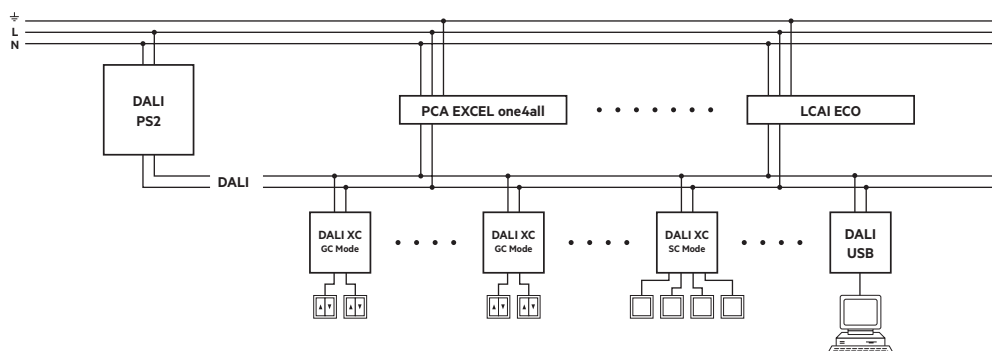 ⏚
L
N
DALI
PS2
PCA EXCEL one4all
LCAI ECO
DALI
DALI XC
GC Mode
DALI XC
GC Mode
DALI XC
SC Mode
DALI
USB